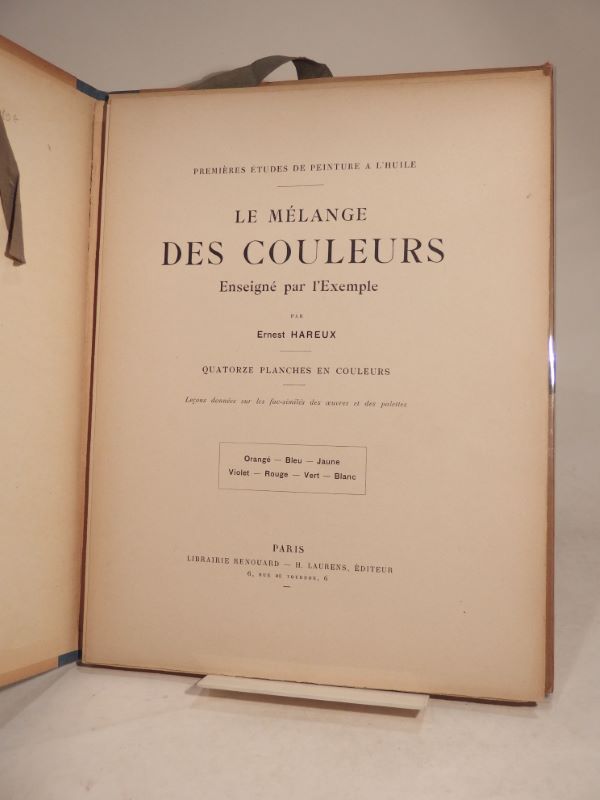 PREMIÈRES ÉTUDES DE PEINTURE A L'HUILE
LE MÉLANGE
DES COULEURS
Enseigné par l'Exemple
PAR
Ernest HAREUX
QUATORZE PLANCHES EN COULEURS
Leçons données sur les fac-similés des œuvres et des palettes
Orangé — Bleu — Jaune
Violet — Rouge — Vert — Blanc
PARIS
LIBRAIRIE RENOUARD — H. LAURENS, ÉDITEUR
6, RUE DE TOURNON, 6